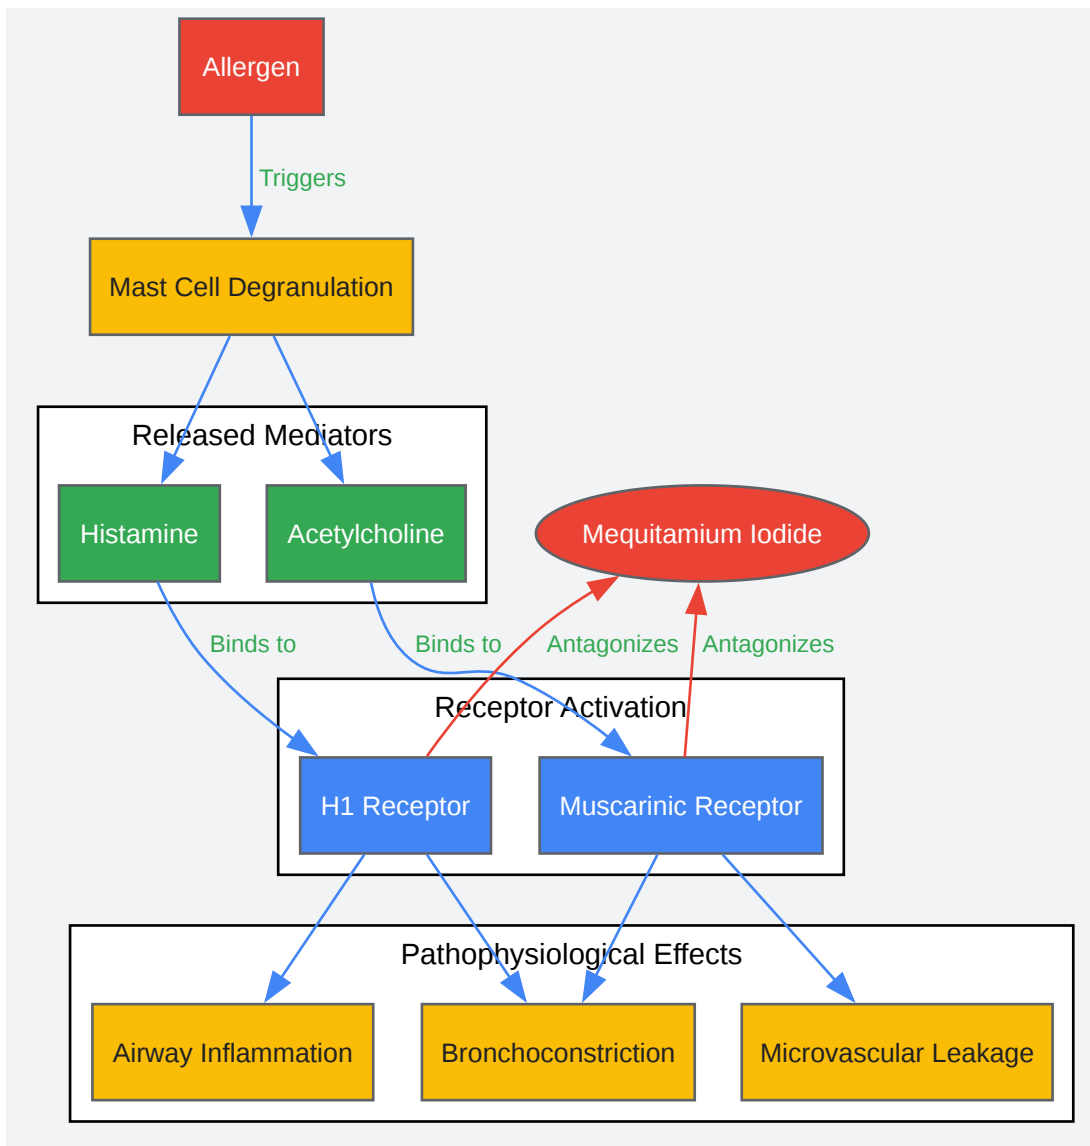 Allergen
Triggers
Mast Cell Degranulation
Released Mediators
Histamine
Acetylcholine
Mequitamium Iodide
Binds to
Binds to
Antagonizes
Antagonizes
Receptor Activation
H1 Receptor
Muscarinic Receptor
Pathophysiological Effects
Airway Inflammation
Bronchoconstriction
Microvascular Leakage